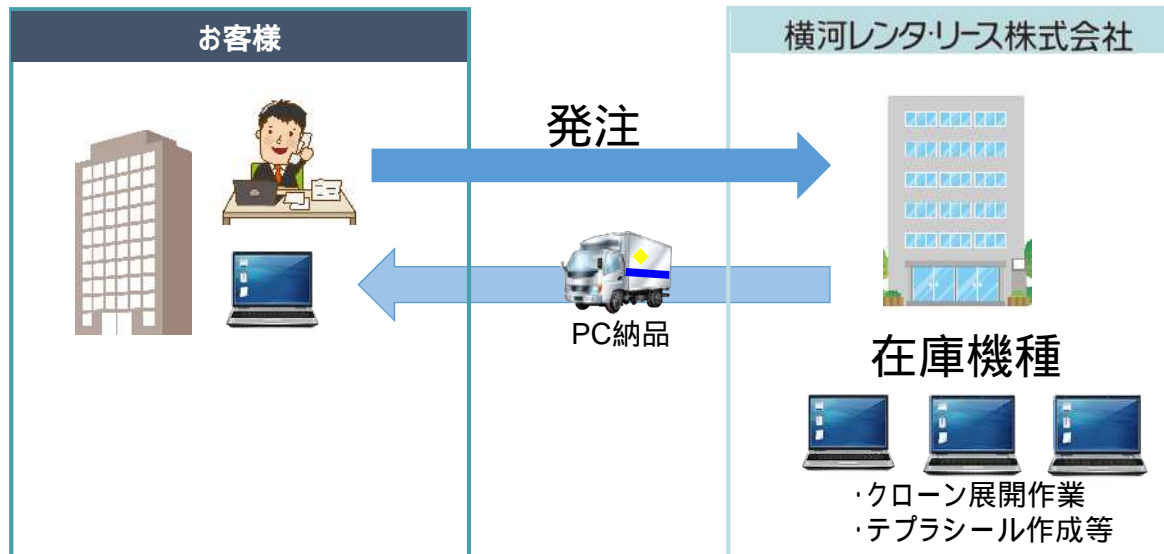 お客様
横河レンタ・リース株式会社
発注
PC納品
在庫機種
・クローン展開作業
・テプラシール作成等